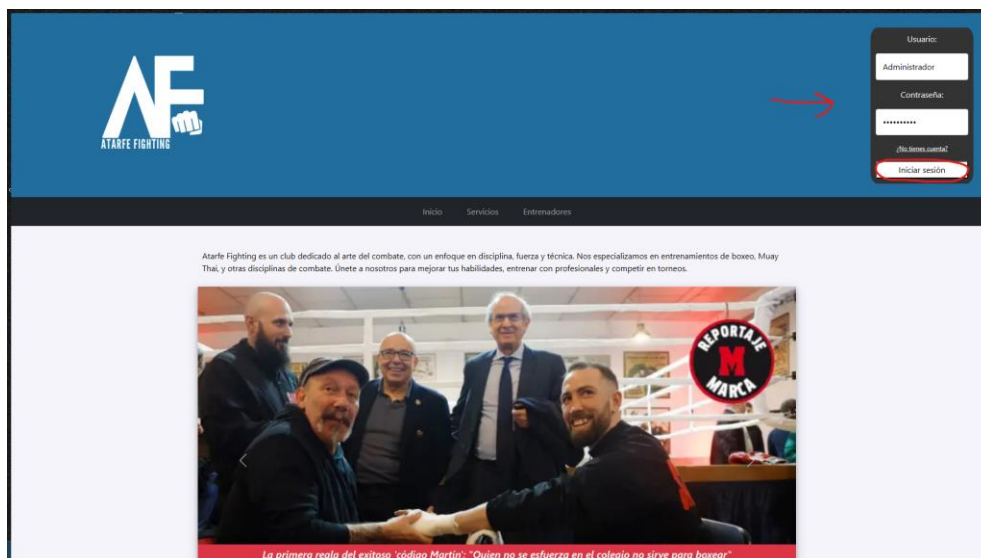 Usuario:
Administrador
Contraseña:
••••••••••
¿No tienes cuenta?
Iniciar sesión
AF
ATARFE FIGHTING
Inicio Servicios Entrenadores
Atarfe Fighting es un club dedicado al arte del combate, con un enfoque en disciplina, fuerza y técnica. Nos especializamos en entrenamientos de boxeo, Muay
Thai, y otras disciplinas de combate. Únete a nosotros para mejorar tus habilidades, entrenar con profesionales y competir en torneos.
REPORTAJE
M
MARCA
La primera regla del exitoso 'código Martín': "Quien no se esfuerza en el colegio no sirve para boxear"